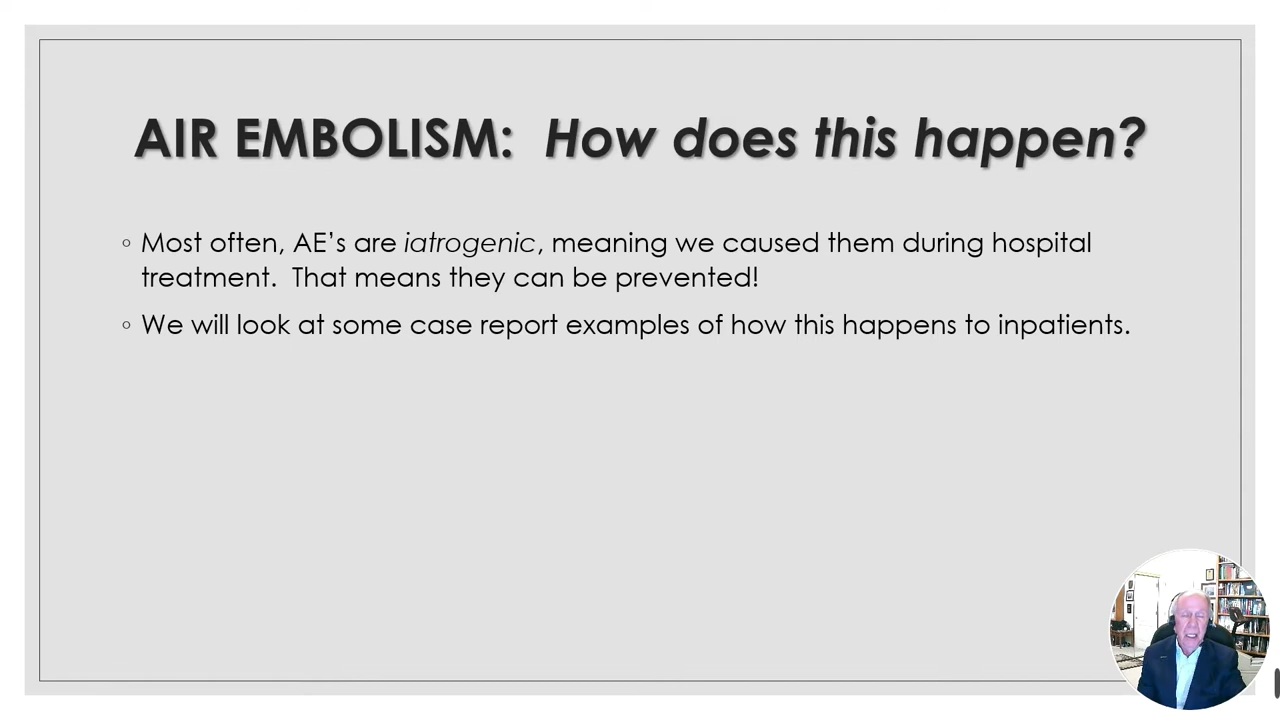 AIR EMBOLISM:  How does this happen?
Most often, AE’s are iatrogenic, meaning we caused them during hospital
treatment.  That means they can be prevented!
We will look at some case report examples of how this happens to inpatients.